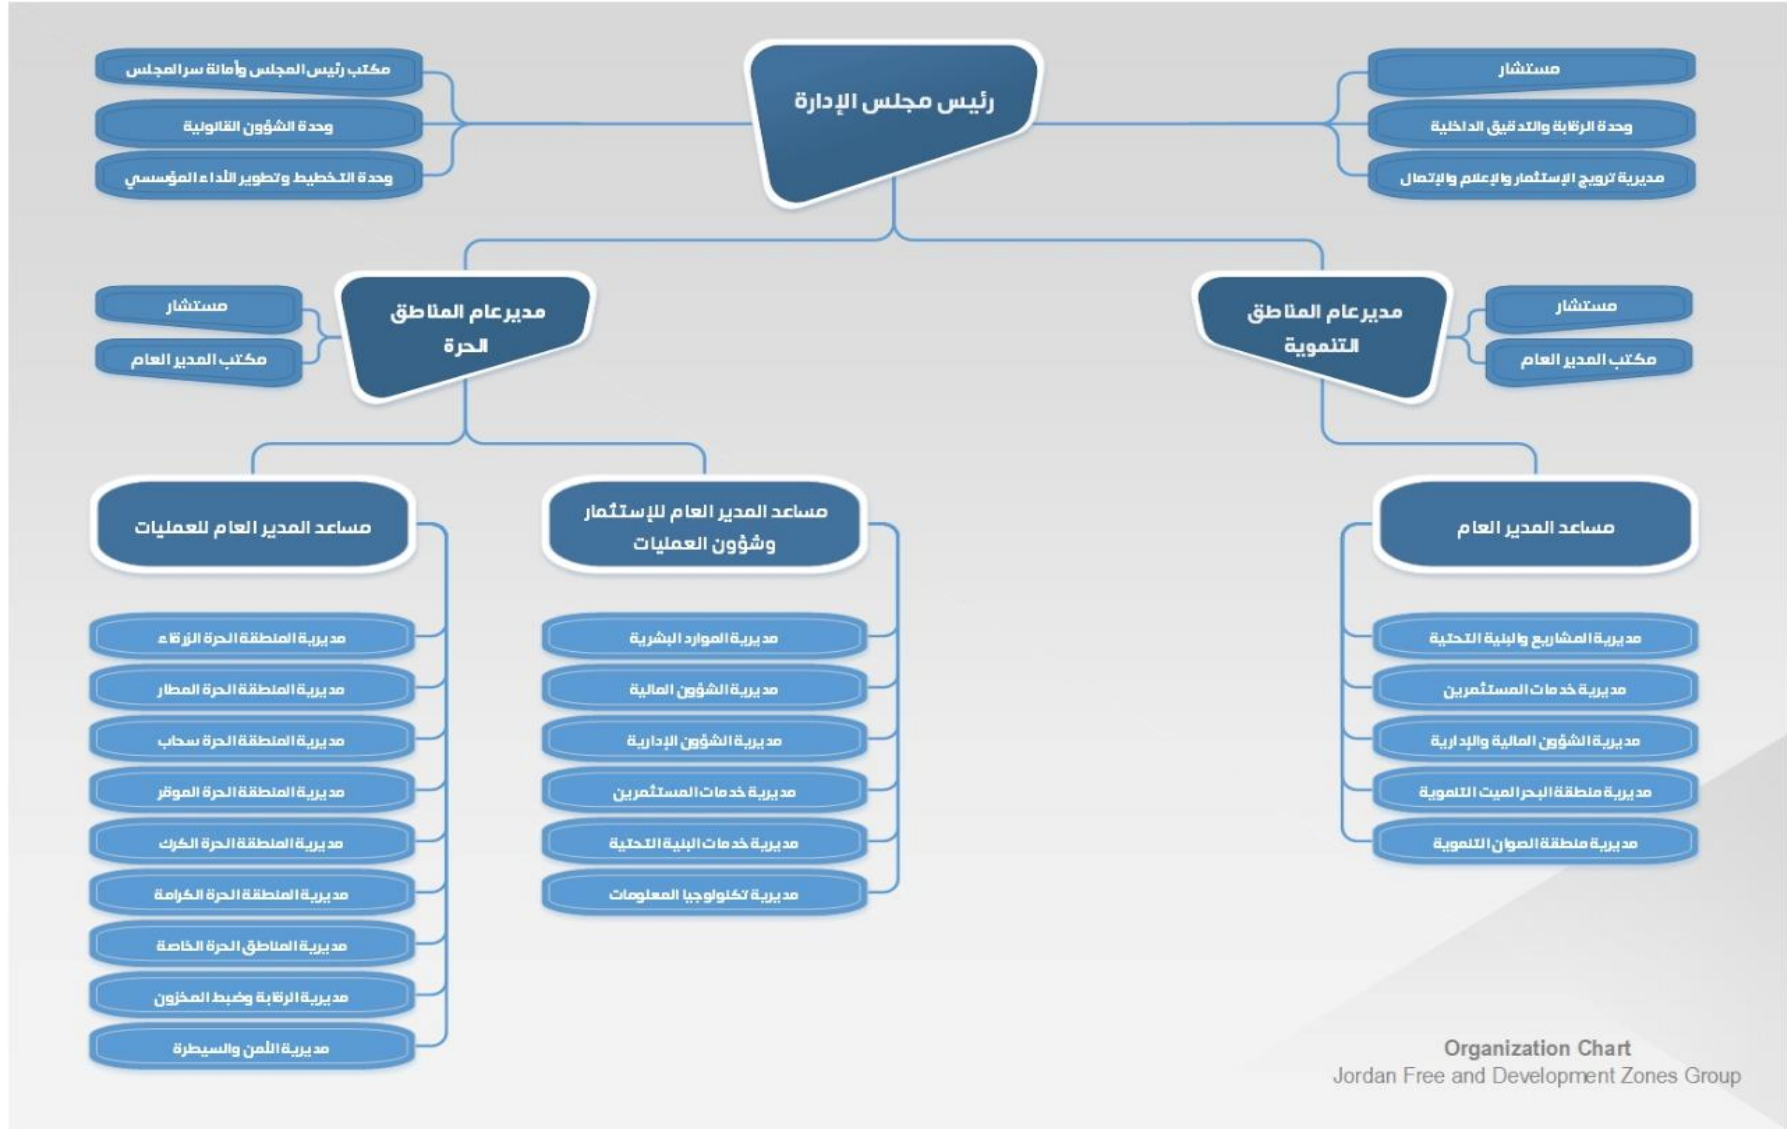 رئيس مجلس الإدارة
مستشار
وحدة الرقابة والتدقيق الداخلية
مديرية ترويج الإستثمار والإعلام والإتصال
مكتب رئيس المجلس وأمانة سر المجلس
وحدة الشؤون القانونية
وحدة التخطيط وتطوير الأداء المؤسسي
مدير عام المناطق
التنموية
مستشار
مكتب المدير العام
مدير عام المناطق
الحرة
مستشار
مكتب المدير العام
مساعد المدير العام
مديرية المشاريع والبنية التحتية
مديرية خدمات المستثمرين
مديرية الشؤون المالية والإدارية
مديرية منطقة البحر الميت التنموية
مديرية منطقة الصوان التنموية
مساعد المدير العام للإستثمار
وشؤون العمليات
مديرية الموارد البشرية
مديرية الشؤون المالية
مديرية الشؤون الإدارية
مديرية خدمات المستثمرين
مديرية خدمات البنية التحتية
مديرية تكنولوجيا المعلومات
مساعد المدير العام للعمليات
مديرية المنطقة الحرة الزرقاء
مديرية المنطقة الحرة المطار
مديرية المنطقة الحرة سحاب
مديرية المنطقة الحرة الموقر
مديرية المنطقة الحرة الكرك
مديرية المنطقة الحرة الكرامة
مديرية المناطق الحرة الخاصة
مديرية الرقابة وضبط المخزون
مديرية الأمن والسيطرة
Organization Chart
Jordan Free and Development Zones Group